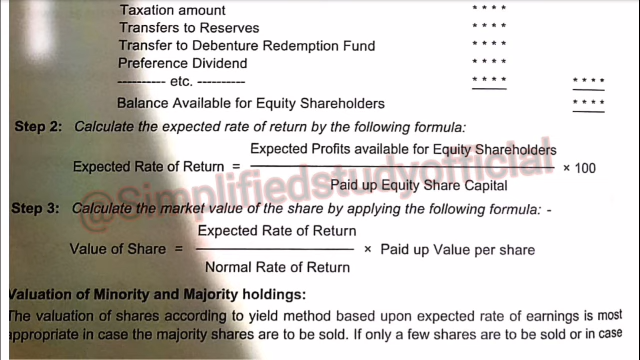 Taxation amount ****
Transfers to Reserves ****
Transfer to Debenture Redemption Fund ****
Preference Dividend ****
---------- etc. ---------- **** ****
Balance Available for Equity Shareholders ****
Step 2: Calculate the expected rate of return by the following formula:
Expected Profits available for Equity Shareholders
Expected Rate of Return = × 100
Paid up Equity Share Capital
@Simplifiedstudyofficial
Step 3: Calculate the market value of the share by applying the following formula: -
Expected Rate of Return
Value of Share = × Paid up Value per share
Normal Rate of Return
Valuation of Minority and Majority holdings:
The valuation of shares according to yield method based upon expected rate of earnings is most
appropriate in case the majority shares are to be sold. If only a few shares are to be sold or in case